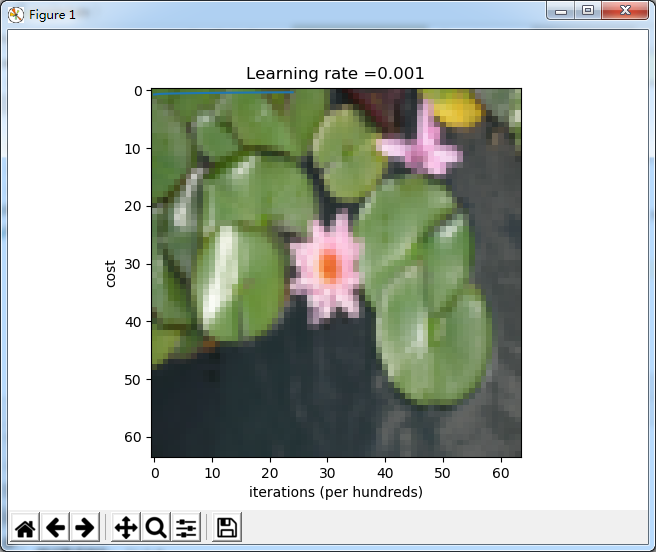 Figure 1
Learning rate =0.001
0
10
20
30
40
50
60
cost
0 10 20 30 40 50 60
iterations (per hundreds)